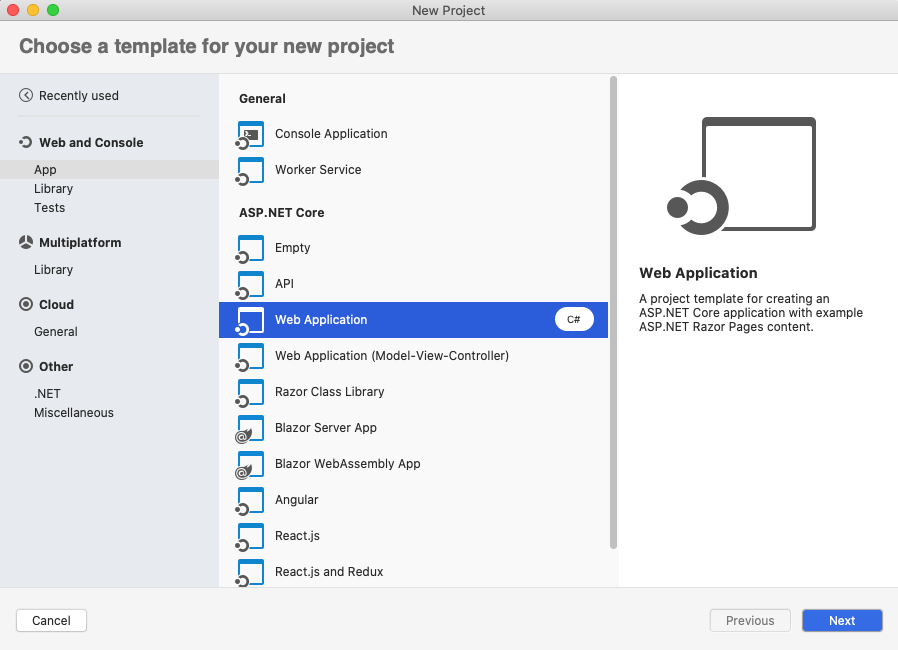 New Project
Choose a template for your new project
Recently used
Web and Console
App
Library
Tests
Multiplatform
Library
Cloud
General
Other
.NET
Miscellaneous
General
Console Application
Worker Service
ASP.NET Core
Empty
API
Web Application C#
Web Application (Model-View-Controller)
Razor Class Library
Blazor Server App
Blazor WebAssembly App
Angular
React.js
React.js and Redux
Web Application
A project template for creating an
ASP.NET Core application with example
ASP.NET Razor Pages content.
Cancel
Previous
Next